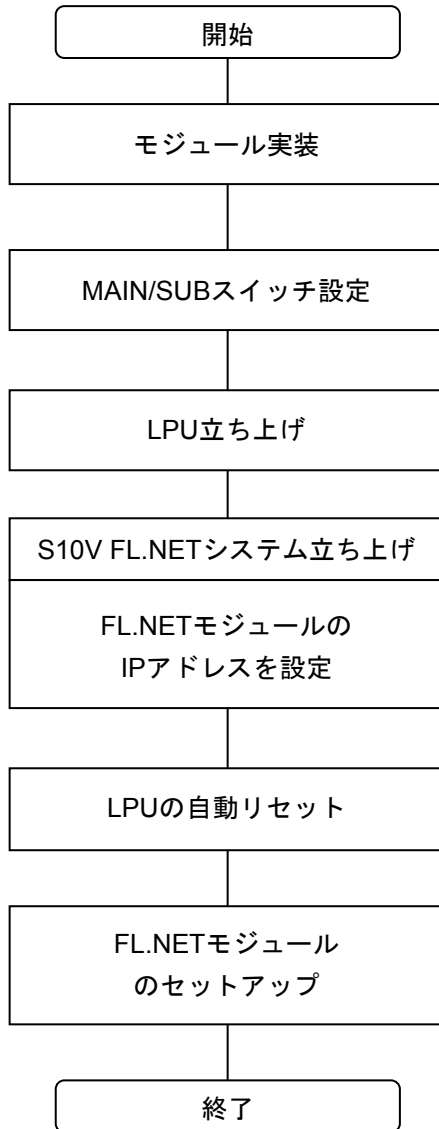 開始
モジュール実装
MAIN/SUBスイッチ設定
LPU立ち上げ
S10V FL.NETシステム立ち上げ
FL.NETモジュールの
IPアドレスを設定
LPUの自動リセット
FL.NETモジュール
のセットアップ
終了